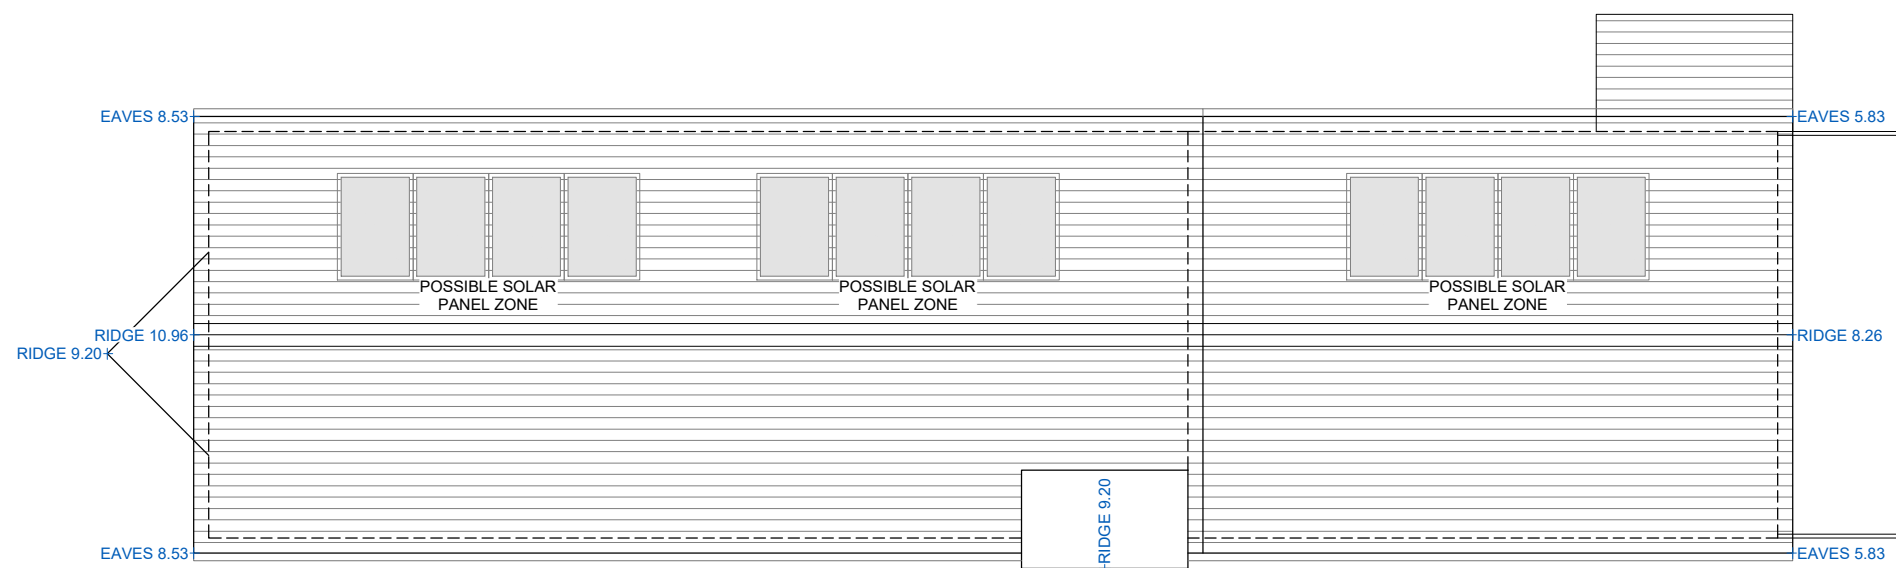 EAVES 8.53
EAVES 5.83
POSSIBLE SOLAR
PANEL ZONE
POSSIBLE SOLAR
PANEL ZONE
POSSIBLE SOLAR
PANEL ZONE
RIDGE 10.96
RIDGE 8.26
RIDGE 9.20
RIDGE 9.20
EAVES 8.53
EAVES 5.83